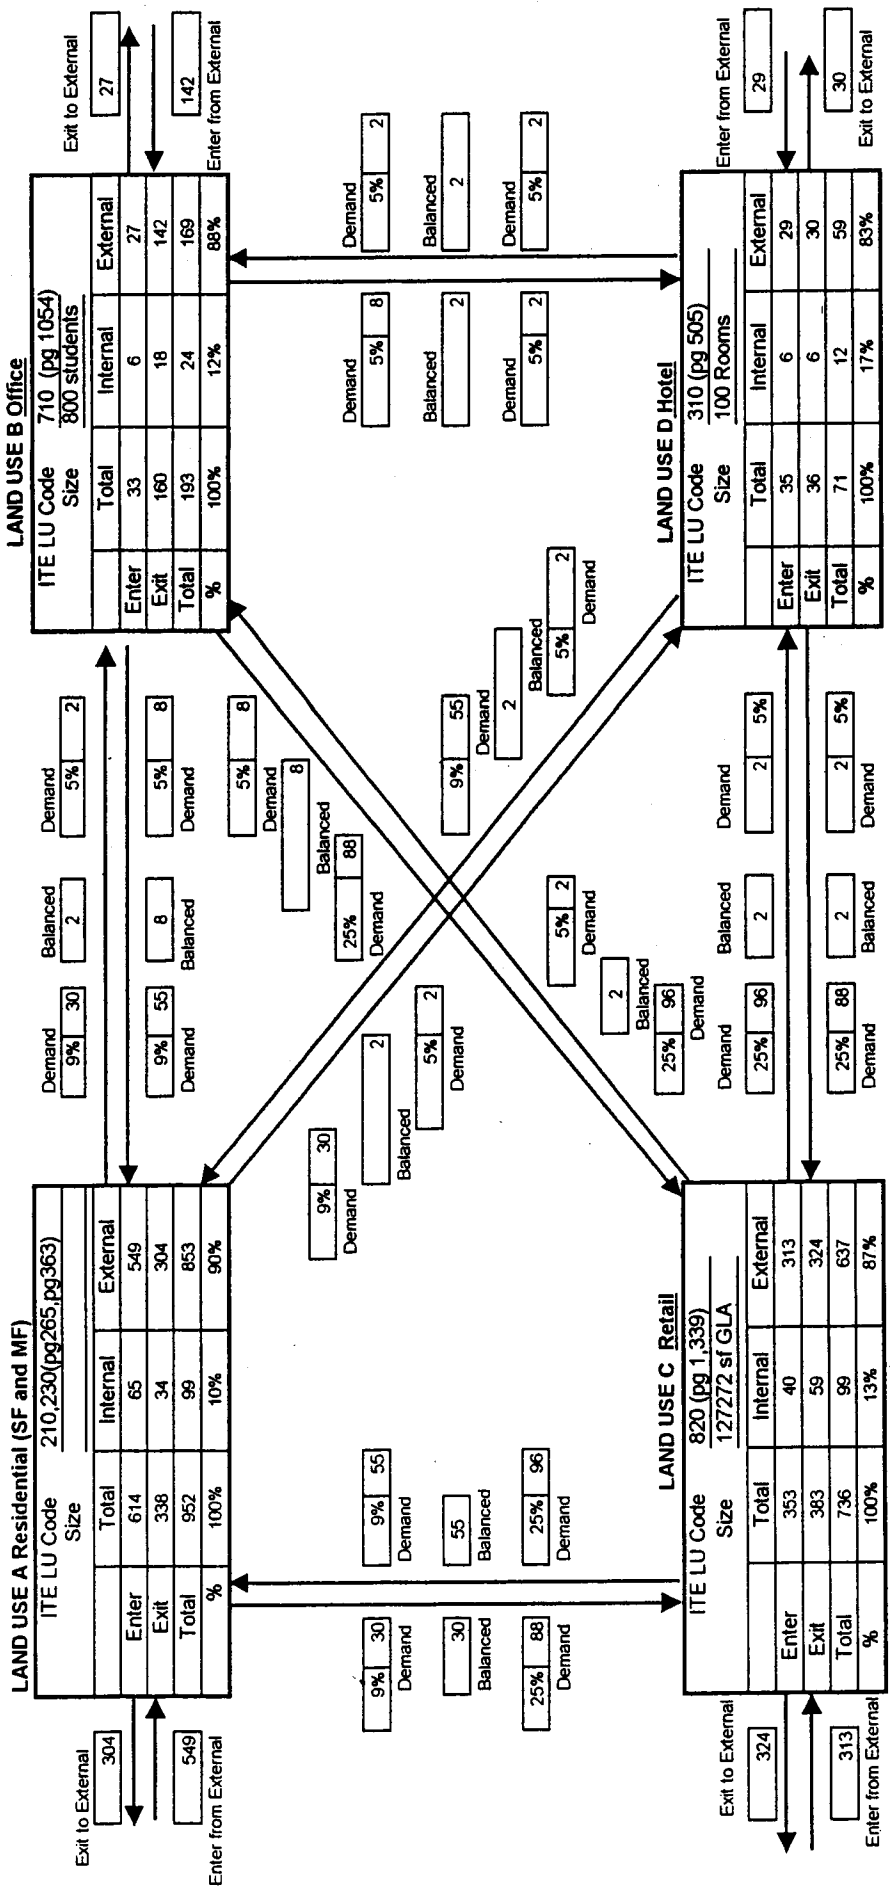 LAND USE A Residential (SF and MF)
ITE LU Code 210,230(pg265,pg363)
Size
Total Internal External
Enter 614 65 549
Exit 338 34 304
Total 952 99 853
% 100% 10% 90%
Exit to External
304
549
Enter from External
Demand Balanced Demand
9% 30 2 5% 2
9% 55 8 5% 8
Demand Balanced Demand
LAND USE B Office
ITE LU Code 710 (pg 1054)
Size 800 students
Total Internal External
Enter 33 6 27
Exit 160 18 142
Total 193 24 169
% 100% 12% 88%
Exit to External
27
142
Enter from External
9% 30
Demand
30
Balanced
25% 88
Demand
9% 55
Demand
55
Balanced
25% 96
Demand
9% 30
Demand
2
Balanced
5% 2
Demand
5% 8
Demand
8
Balanced
25% 88
Demand
9% 55
Demand
2
Balanced
5% 2
Demand
5% 2
Demand
2
Balanced
25% 96
Demand
Demand
5% 8
Balanced
2
Demand
5% 2
Demand
5% 2
Balanced
2
Demand
5% 2
LAND USE C Retail
ITE LU Code 820 (pg 1,339)
Size 127272 sf GLA
Total Internal External
Enter 353 40 313
Exit 383 59 324
Total 736 99 637
% 100% 13% 87%
Exit to External
324
313
Enter from External
Demand Balanced Demand
25% 96 2 2 5%
Demand Balanced Demand
25% 88 2 2 5%
LAND USE D Hotel
ITE LU Code 310 (pg 505)
Size 100 Rooms
Total Internal External
Enter 35 6 29
Exit 36 6 30
Total 71 12 59
% 100% 17% 83%
Enter from External
29
30
Exit to External